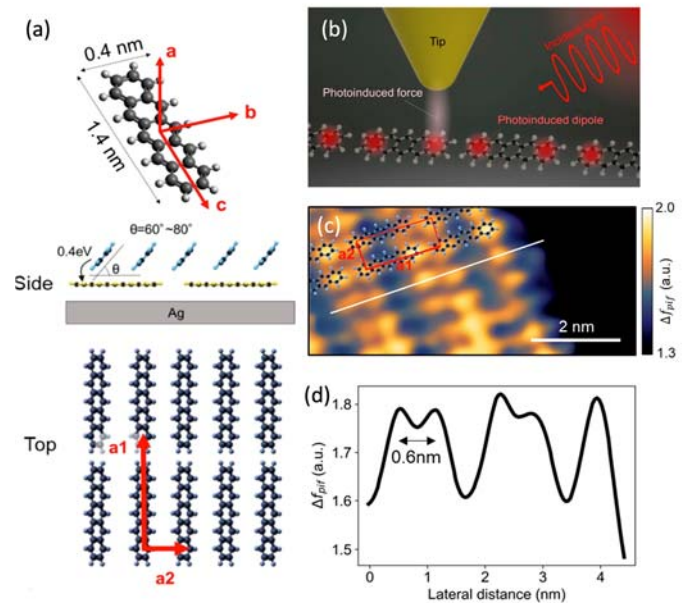 (a)
0.4 nm
1.4 nm
a
b
c
θ=60°~80°
0.4eV
θ
Side
Ag
Top
a1
a2
(b)
Tip
Incident light
Photoinduced force
Photoinduced dipole
(c)
a2
a1
2 nm
2.0
Δf_pif (a.u.)
1.3
(d)
1.8
1.7
1.6
1.5
Δf_pif (a.u.)
0.6nm
0
1
2
3
4
Lateral distance (nm)